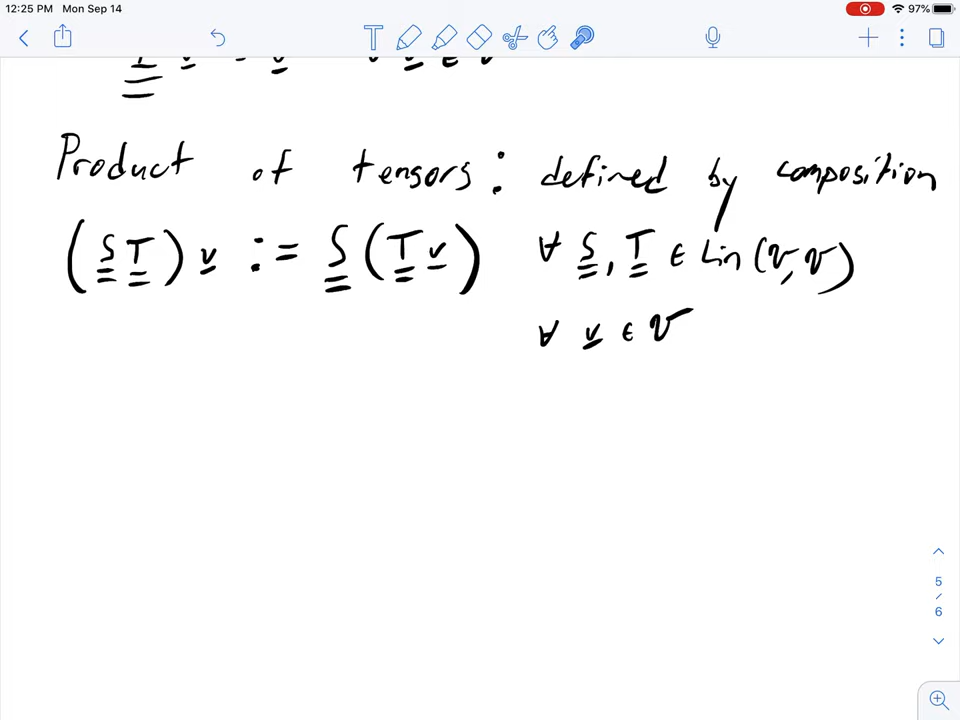 12:25 PM Mon Sep 14
97%
T
Product of tensors: defined by composition
(S̳ T̳) v̲ := S̳ (T̳ v̲) ∀ S̳, T̳ ∈ Lin (V, V)
∀ v̲ ∈ V
5
/
6